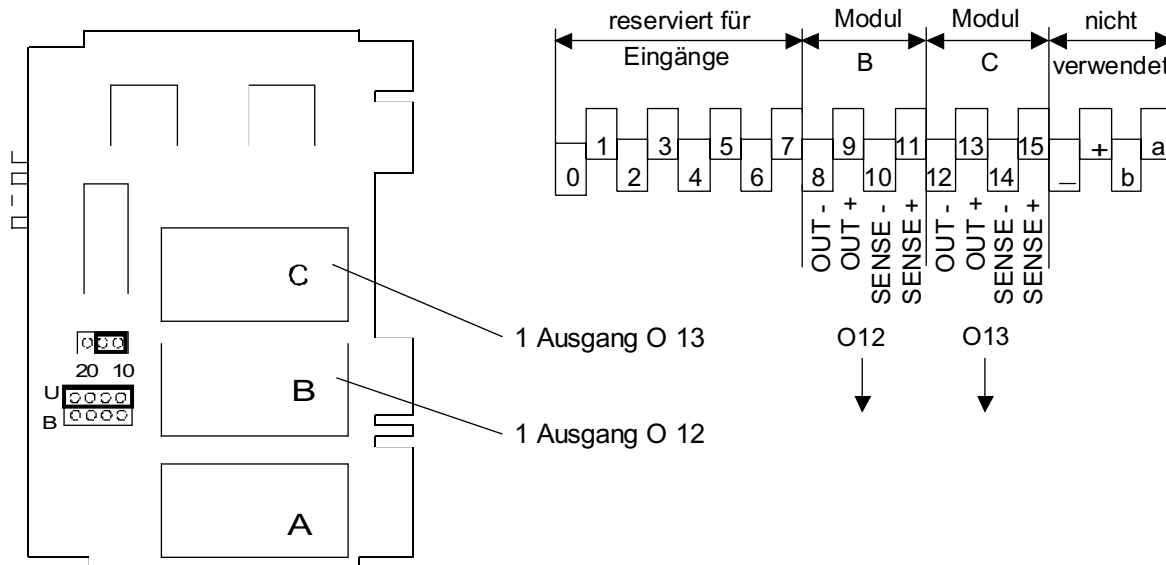 reserviert für Modul Modul nicht
Eingänge B C verwendet
1 3 5 7 9 11 13 15 + a
0 2 4 6 8 10 12 14 – b
OUT -
OUT +
SENSE -
SENSE +
OUT -
OUT +
SENSE -
SENSE +
O12 O13
C
1 Ausgang O 13
20 10
U
B
B
1 Ausgang O 12
A